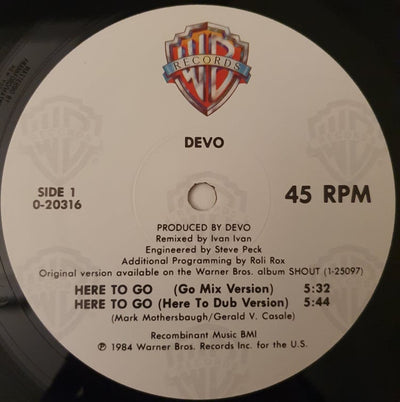 WB
RECORDS
DEVO
SIDE 1
0-20316
45 RPM
PRODUCED BY DEVO
Remixed by Ivan Ivan
Engineered by Steve Peck
Additional Programming by Roli Rox
Original version available on the Warner Bros. album SHOUT (1-25097)
HERE TO GO (Go Mix Version) 5:32
HERE TO GO (Here To Dub Version) 5:44
(Mark Mothersbaugh/Gerald V. Casale)
Recombinant Music BMI
℗ 1984 Warner Bros. Records Inc. for the U.S.